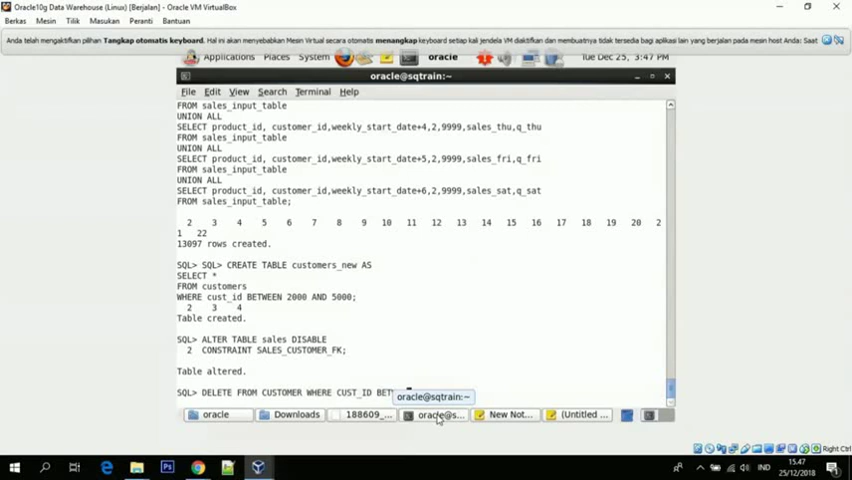 Oracle10g Data Warehouse (Linux) [Berjalan] - Oracle VM VirtualBox
Berkas Mesin Tilik Masukan Peranti Bantuan
Anda telah mengaktifkan pilihan Tangkap otomatis keyboard. Hal ini akan menyebabkan Mesin Virtual secara otomatis menangkap keyboard setiap kali jendela VM diaktifkan dan membuatnya tidak tersedia bagi aplikasi lain yang berjalan pada mesin host Anda: Saat
Applications Places System oracle Tue Dec 25, 3:47 PM
oracle@sqtrain:~
File Edit View Search Terminal Help
FROM sales_input_table
UNION ALL
SELECT product_id, customer_id,weekly_start_date+4,2,9999,sales_thu,q_thu
FROM sales_input_table
UNION ALL
SELECT product_id, customer_id,weekly_start_date+5,2,9999,sales_fri,q_fri
FROM sales_input_table
UNION ALL
SELECT product_id, customer_id,weekly_start_date+6,2,9999,sales_sat,q_sat
FROM sales_input_table;
2 3 4 5 6 7 8 9 10 11 12 13 14 15 16 17 18 19 20 2
1 22
13097 rows created.
SQL> SQL> CREATE TABLE customers_new AS
SELECT *
FROM customers
WHERE cust_id BETWEEN 2000 AND 5000;
2 3 4
Table created.
SQL> ALTER TABLE sales DISABLE
2 CONSTRAINT SALES_CUSTOMER_FK;
Table altered.
SQL> DELETE FROM CUSTOMER WHERE CUST_ID BET
oracle@sqtrain:~
oracle Downloads 188609_... oracle@s... New Not... (Untitled ...
Right Ctrl
IND
15.47
25/12/2018